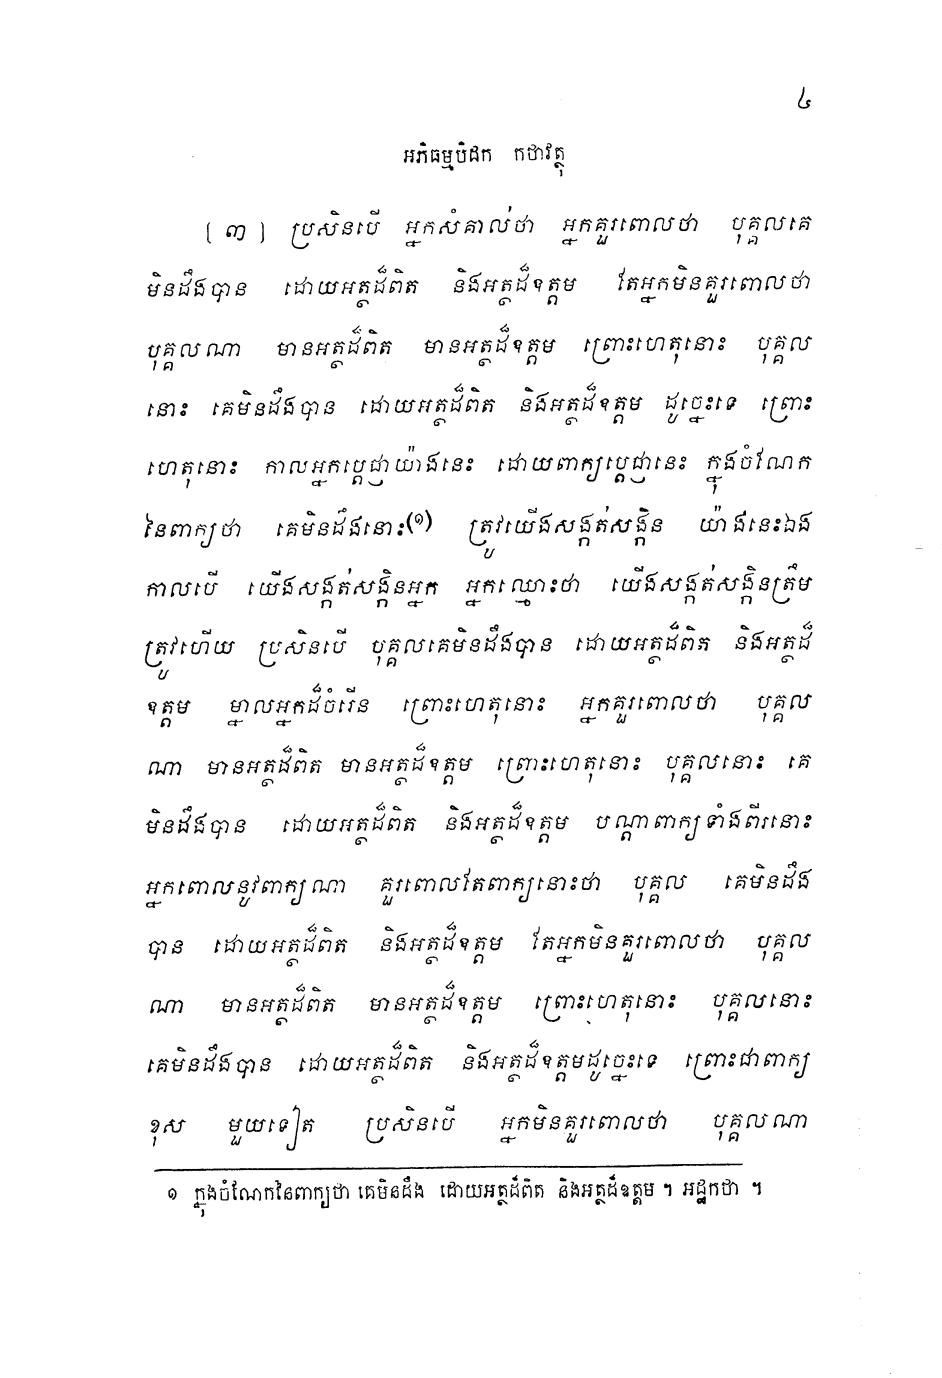 ៤
អភិធម្មបិដក កថាវត្ថុ
[ ៣ ] ប្រសិនបើ អ្នកសំគាល់ថា អ្នកគួរពោលថា បុគ្គលគេ
មិនដឹងបាន ដោយអត្ថដ៏ពិត និងអត្ថដ៏ឧត្តម តែអ្នកមិនគួរពោលថា
បុគ្គលណា មានអត្ថដ៏ពិត មានអត្ថដ៏ឧត្តម ព្រោះហេតុនោះ បុគ្គល
នោះ គេមិនដឹងបាន ដោយអត្ថដ៏ពិត និងអត្ថដ៏ឧត្តម ដូច្នេះទេ ព្រោះ
ហេតុនោះ កាលអ្នកប្តេជ្ញាយ៉ាងនេះ ដោយពាក្យប្តេជ្ញានេះ ក្នុងចំណែក
នៃពាក្យថា គេមិនដឹងនោះ(១) ត្រូវយើងសង្កត់សង្កិន យ៉ាងនេះឯង
កាលបើ យើងសង្កត់សង្កិនអ្នក អ្នកឈ្មោះថា យើងសង្កត់សង្កិនត្រឹម
ត្រូវហើយ ប្រសិនបើ បុគ្គលគេមិនដឹងបាន ដោយអត្ថដ៏ពិត និងអត្ថដ៏
ឧត្តម ម្នាលអ្នកដ៏ចំរើន ព្រោះហេតុនោះ អ្នកគួរពោលថា បុគ្គល
ណា មានអត្ថដ៏ពិត មានអត្ថដ៏ឧត្តម ព្រោះហេតុនោះ បុគ្គលនោះ គេ
មិនដឹងបាន ដោយអត្ថដ៏ពិត និងអត្ថដ៏ឧត្តម បណ្តាពាក្យទាំងពីរនោះ
អ្នកពោលនូវពាក្យណា គួរពោលតែពាក្យនោះថា បុគ្គល គេមិនដឹង
បាន ដោយអត្ថដ៏ពិត និងអត្ថដ៏ឧត្តម តែអ្នកមិនគួរពោលថា បុគ្គល
ណា មានអត្ថដ៏ពិត មានអត្ថដ៏ឧត្តម ព្រោះហេតុនោះ បុគ្គលនោះ
គេមិនដឹងបាន ដោយអត្ថដ៏ពិត និងអត្ថដ៏ឧត្តមដូច្នេះទេ ព្រោះជាពាក្យ
ខុស មួយទៀត ប្រសិនបើ អ្នកមិនគួរពោលថា បុគ្គលណា
១ ក្នុងចំណែកនៃពាក្យថា គេមិនដឹង ដោយអត្ថដ៏ពិត និងអត្ថដ៏ឧត្តម ។ អដ្ឋកថា ។